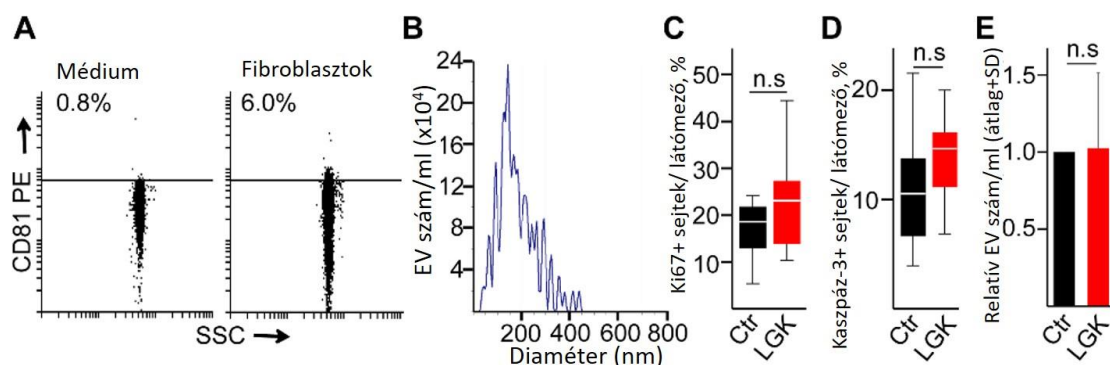 A
Médium
0.8%
Fibroblasztok
6.0%
CD81 PE
SSC
B
EV szám/ml (x10⁴)
24
20
16
12
8
4
200 400 600 800
Diaméter (nm)
C
n.s
Ki67+ sejtek/ látómező, %
50
40
30
20
10
Ctr
LGK
D
n.s
Kaszpáz-3+ sejtek/ látómező, %
20
10
Ctr
LGK
E
n.s
Relatív EV szám/ml (átlag+SD)
1.5
1.0
0.5
Ctr
LGK